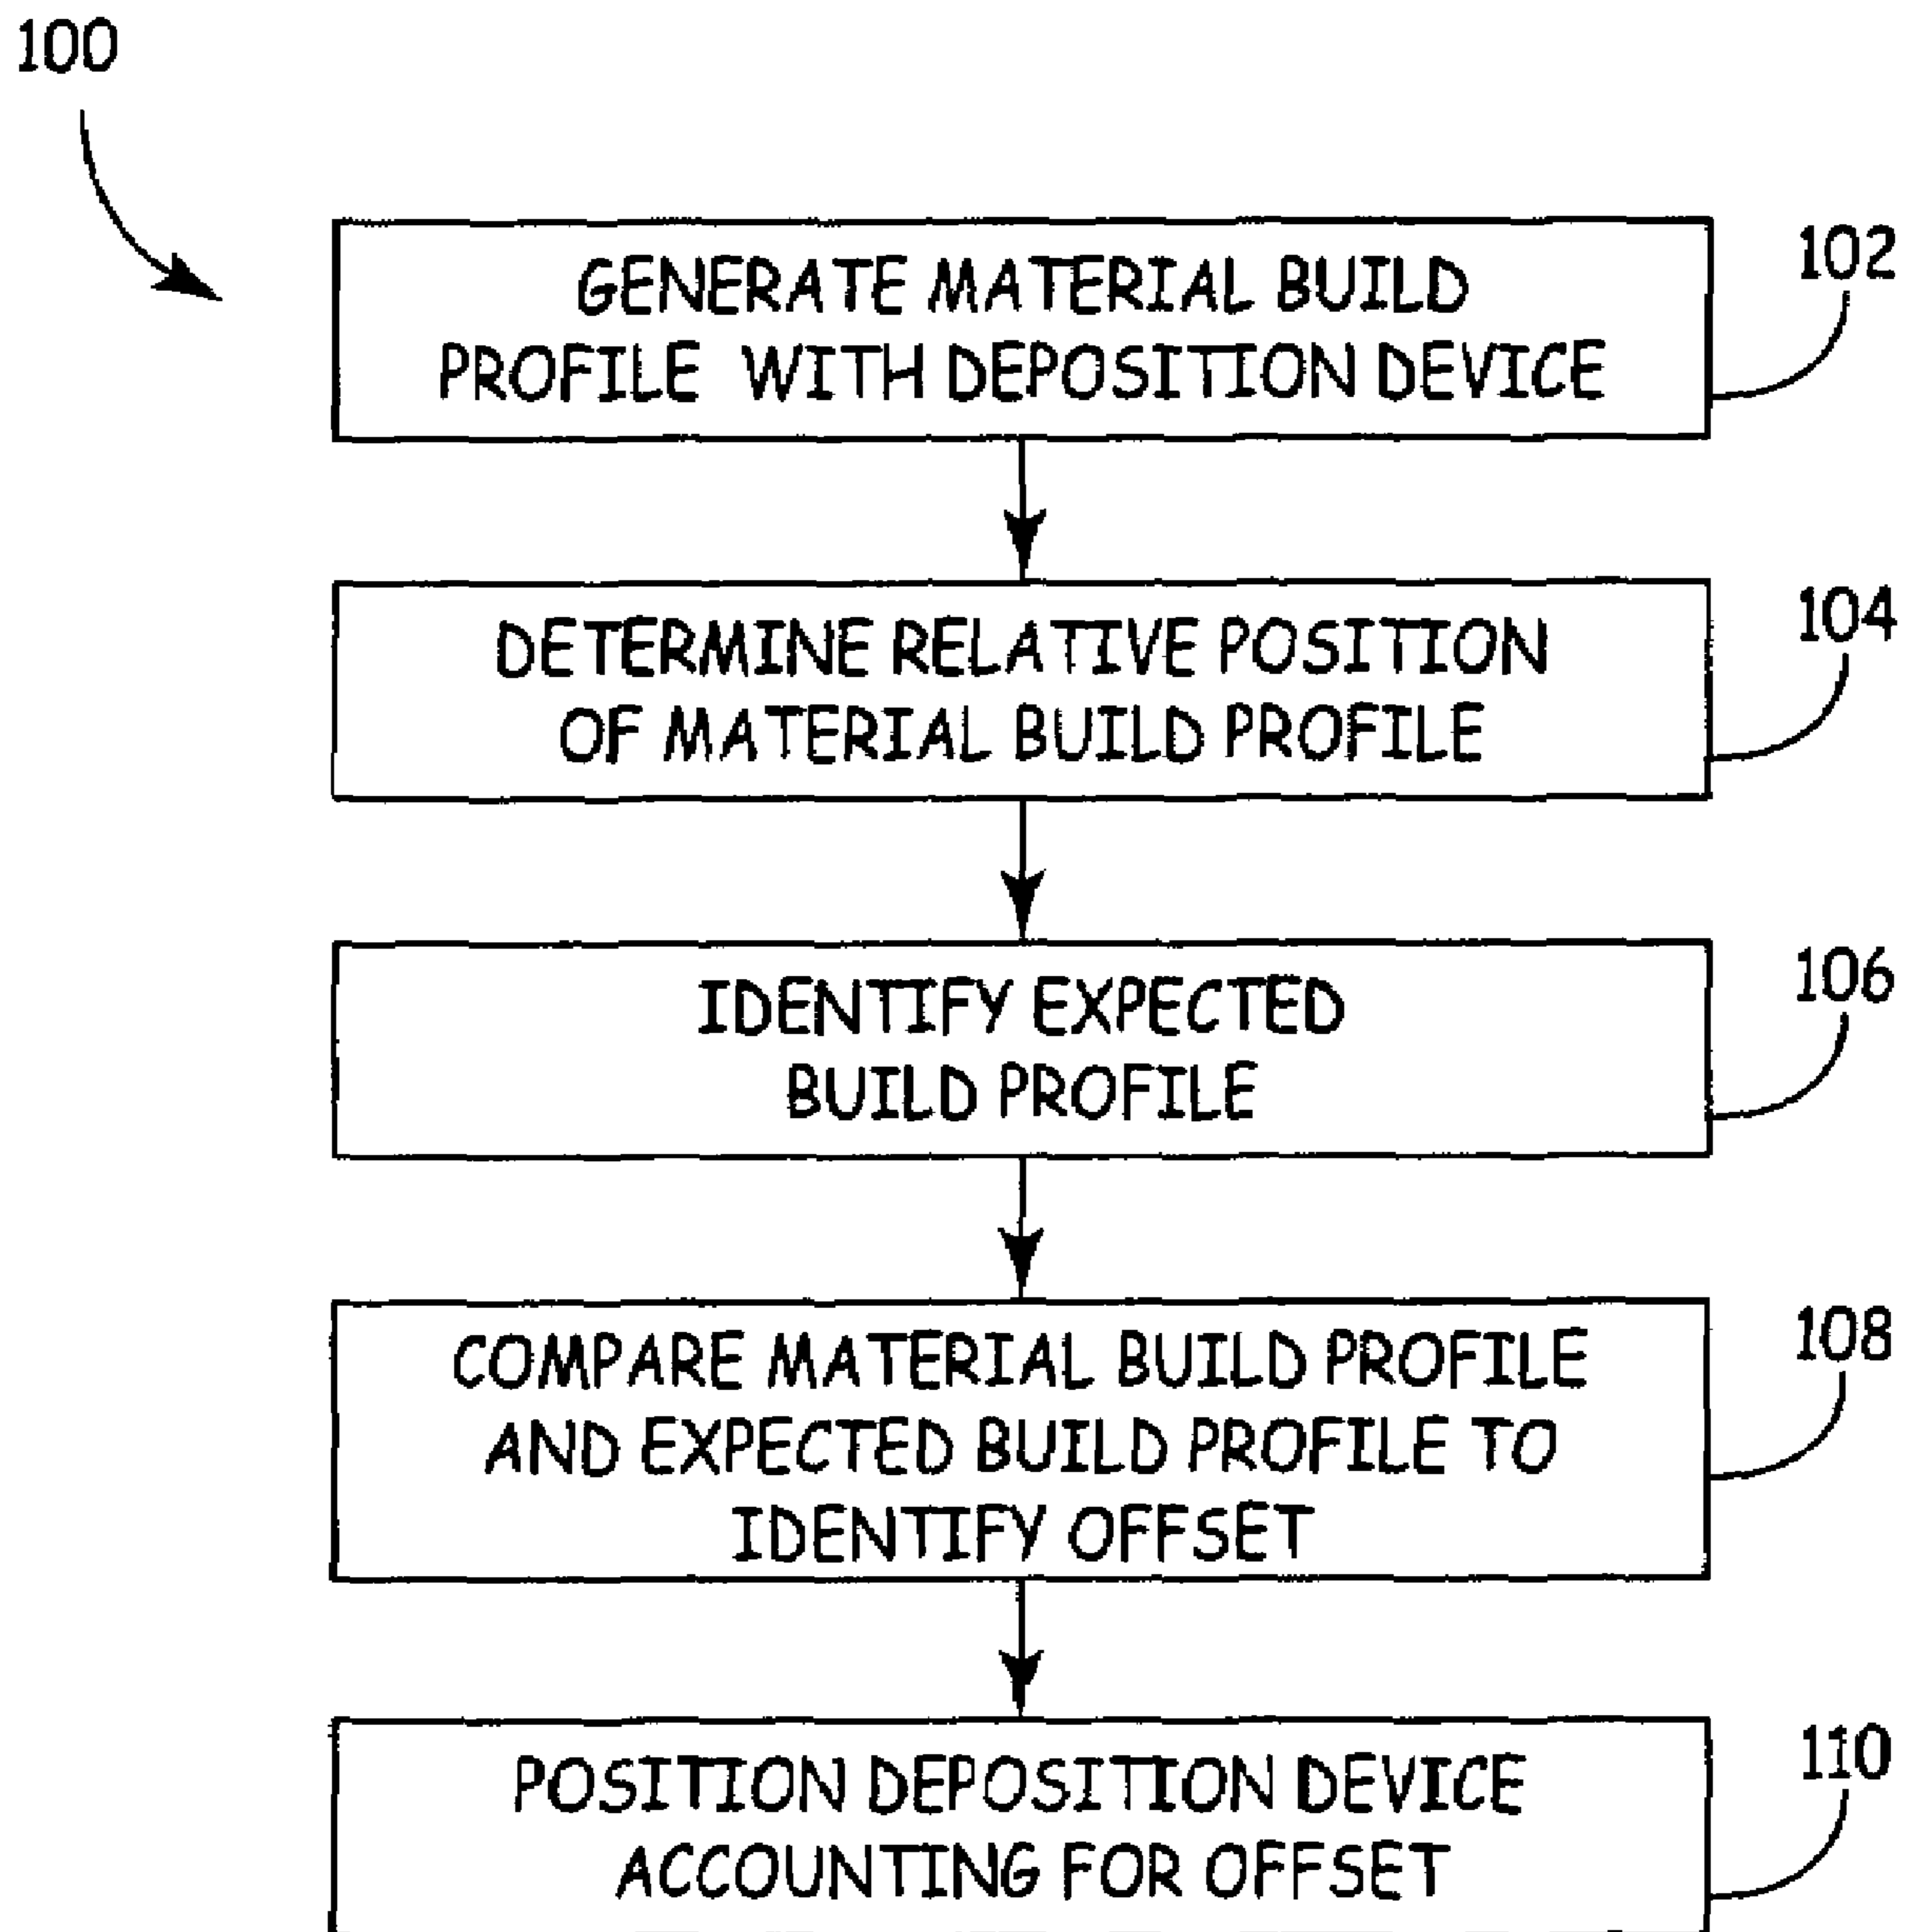 100
GENERATE MATERIAL BUILD
PROFILE WITH DEPOSITION DEVICE
102
DETERMINE RELATIVE POSITION
OF MATERIAL BUILD PROFILE
104
IDENTIFY EXPECTED
BUILD PROFILE
106
COMPARE MATERIAL BUILD PROFILE
AND EXPECTED BUILD PROFILE TO
IDENTIFY OFFSET
108
POSITION DEPOSITION DEVICE
ACCOUNTING FOR OFFSET
110